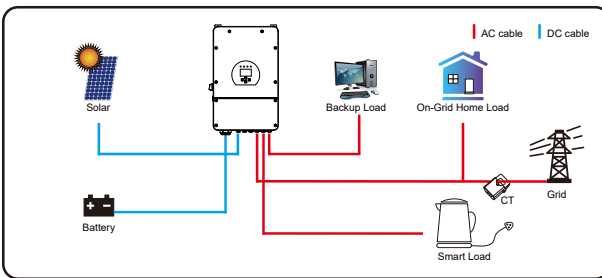 AC cable
DC cable
Solar
Backup Load
On-Grid Home Load
CT
Grid
Battery
Smart Load